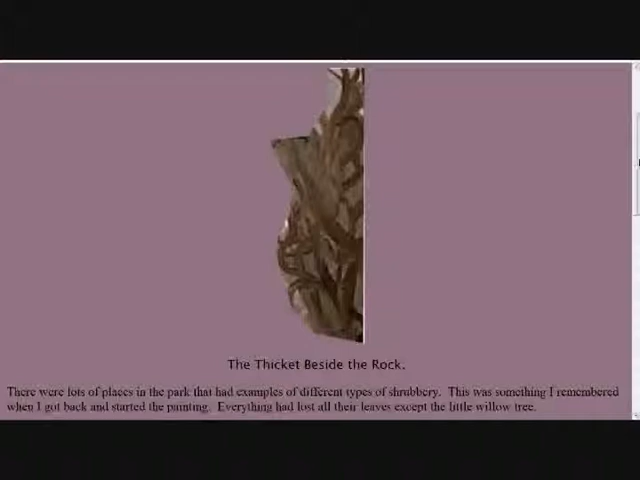 The Thicket Beside the Rock.
There were lots of places in the park that had examples of different types of shrubbery.  This was something I remembered
when I got back and started the painting.  Everything had lost all their leaves except the little willow tree.